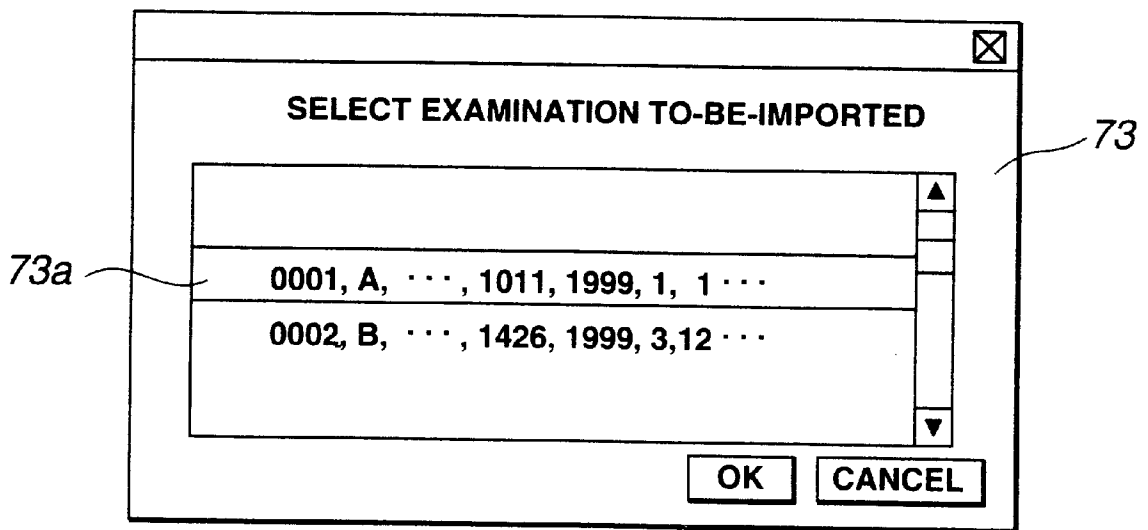 SELECT EXAMINATION TO-BE-IMPORTED
73
73a
0001, A, ・・・, 1011, 1999, 1, 1 ・・・
0002, B, ・・・, 1426, 1999, 3,12 ・・・
OK
CANCEL